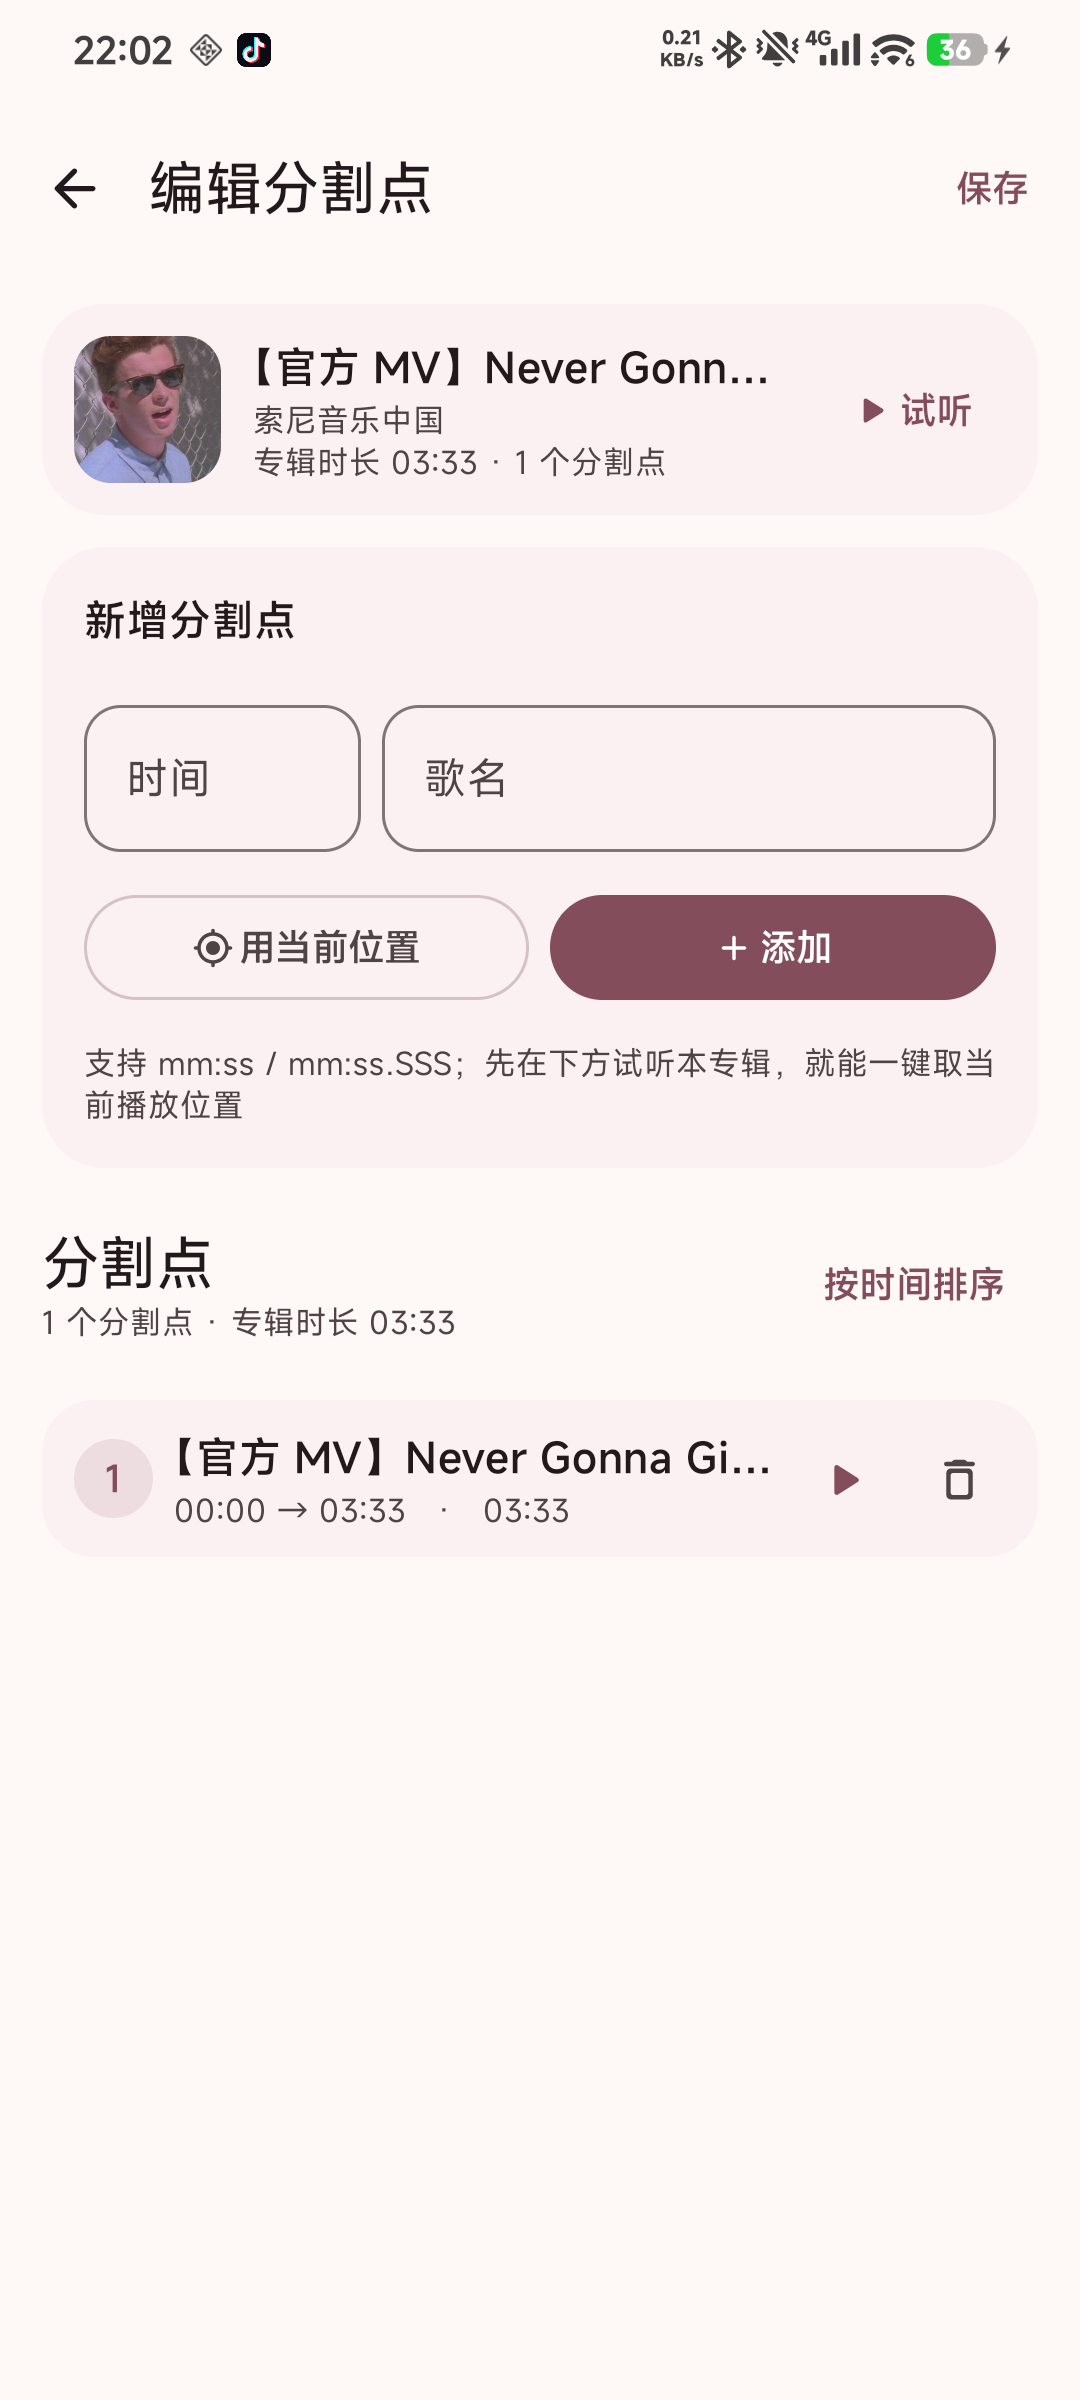 22:02
0.21
KB/s
4G
6
36
编辑分割点
保存
【官方 MV】Never Gonn...
索尼音乐中国
专辑时长 03:33 · 1 个分割点
试听
新增分割点
时间
歌名
用当前位置
+ 添加
支持 mm:ss / mm:ss.SSS；先在下方试听本专辑，就能一键取当
前播放位置
分割点
1 个分割点 · 专辑时长 03:33
按时间排序
1
【官方 MV】Never Gonna Gi...
00:00 → 03:33 · 03:33